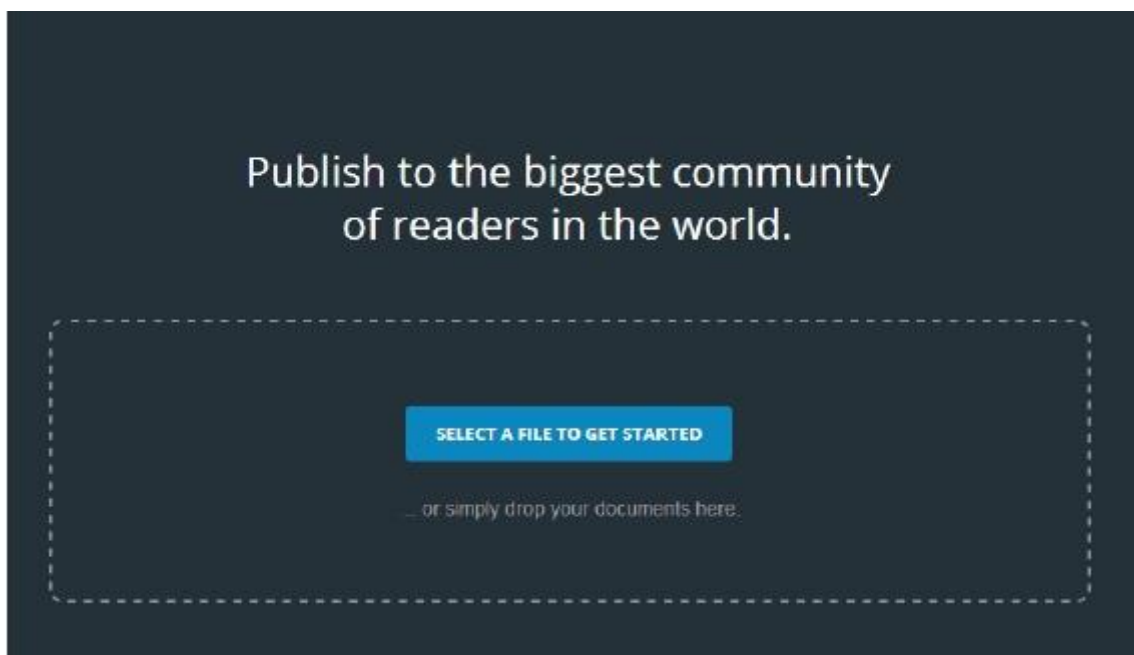 Publish to the biggest community
of readers in the world.
SELECT A FILE TO GET STARTED
... or simply drop your documents here.